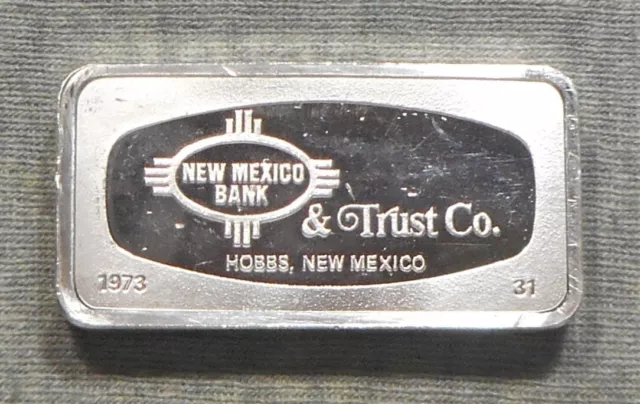 NEW MEXICO
BANK
& Trust Co.
HOBBS, NEW MEXICO
1973
31